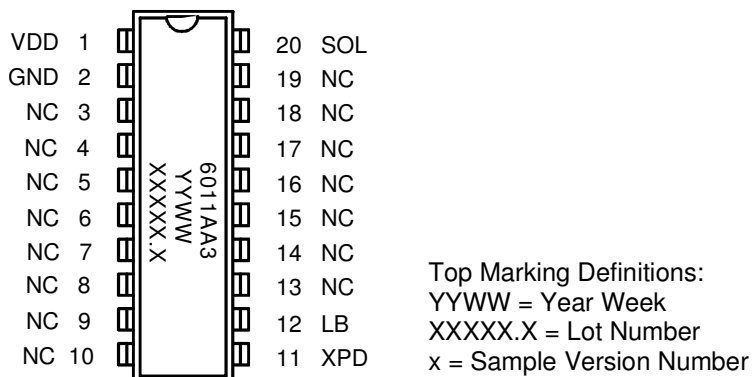 VDD 1
GND 2
NC 3
NC 4
NC 5
NC 6
NC 7
NC 8
NC 9
NC 10
6011AA3
YYWW
XXXXX.X
20 SOL
19 NC
18 NC
17 NC
16 NC
15 NC
14 NC
13 NC
12 LB
11 XPD
Top Marking Definitions:
YYWW = Year Week
XXXXX.X = Lot Number
x = Sample Version Number